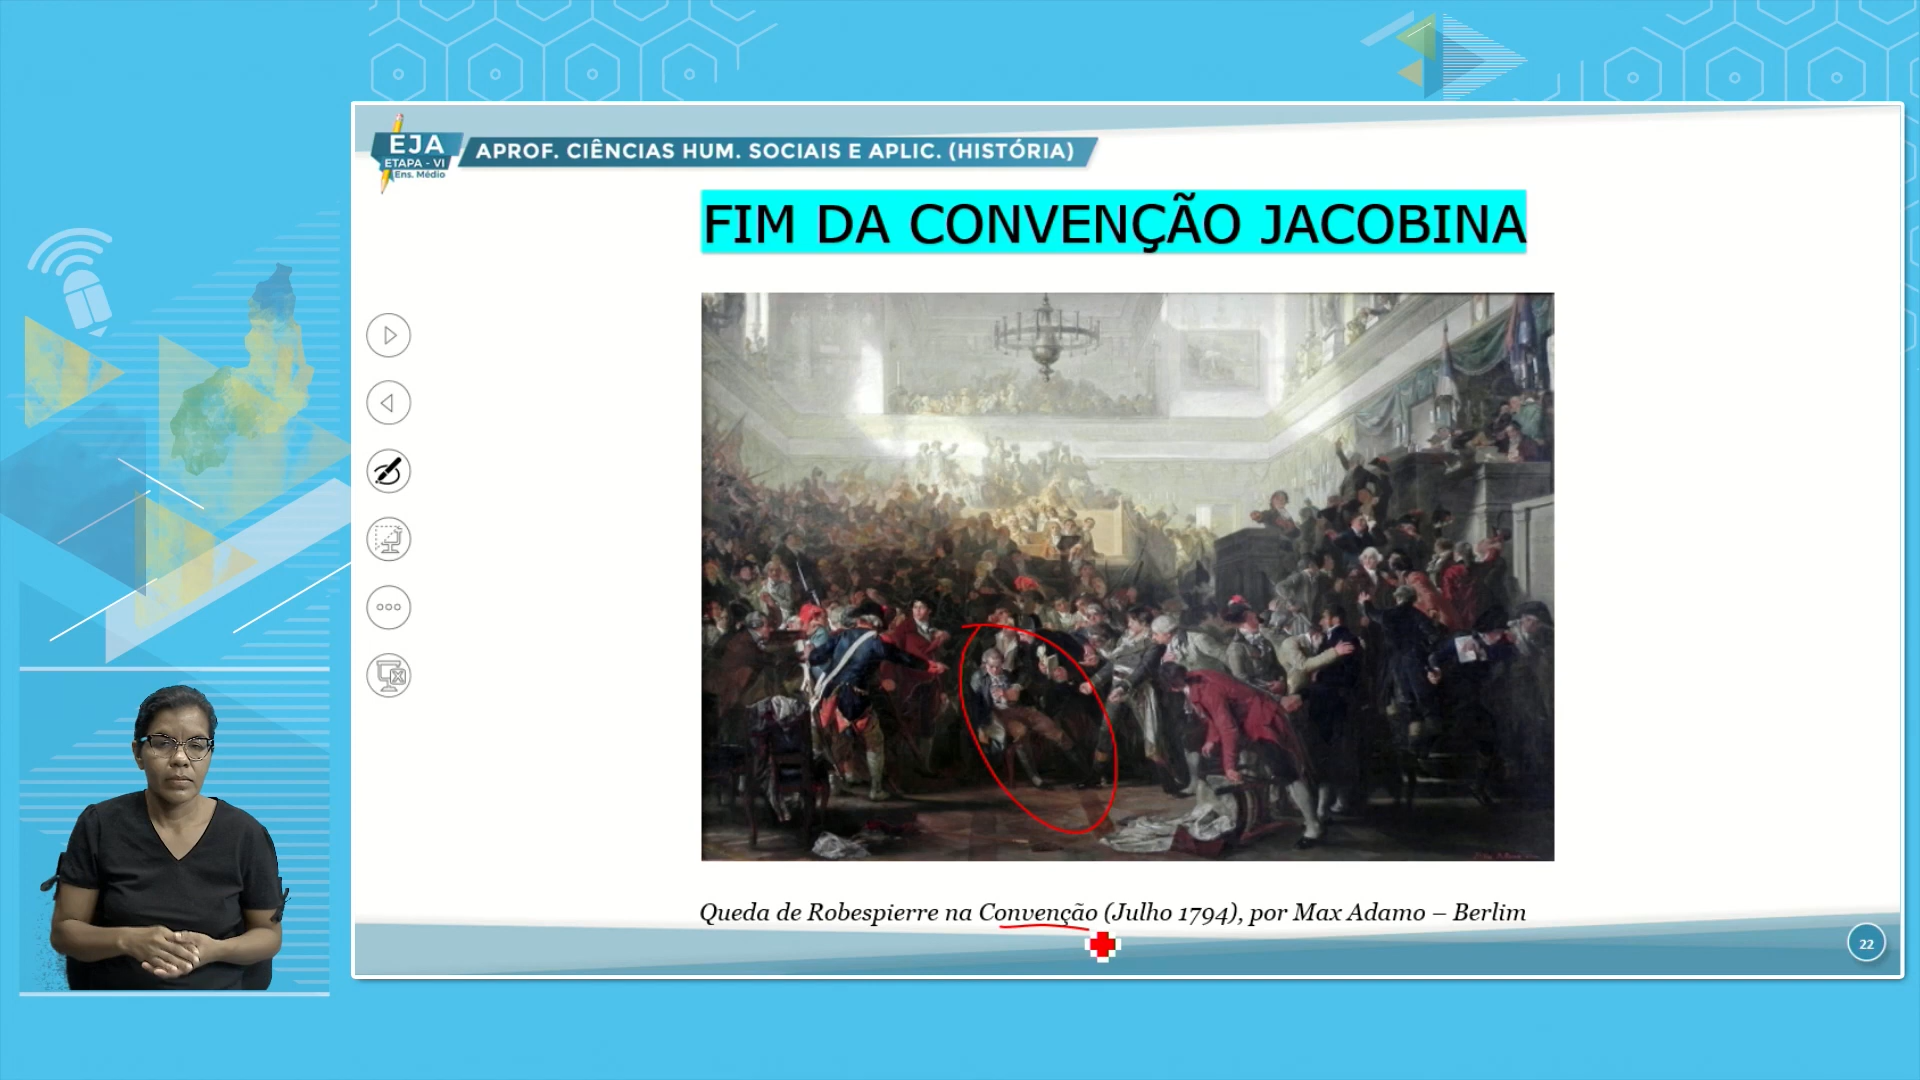 EJA
ETAPA - VI
Ens. Médio
APROF. CIÊNCIAS HUM. SOCIAIS E APLIC. (HISTÓRIA)
FIM DA CONVENÇÃO JACOBINA
Queda de Robespierre na Convenção (Julho 1794), por Max Adamo – Berlim
22